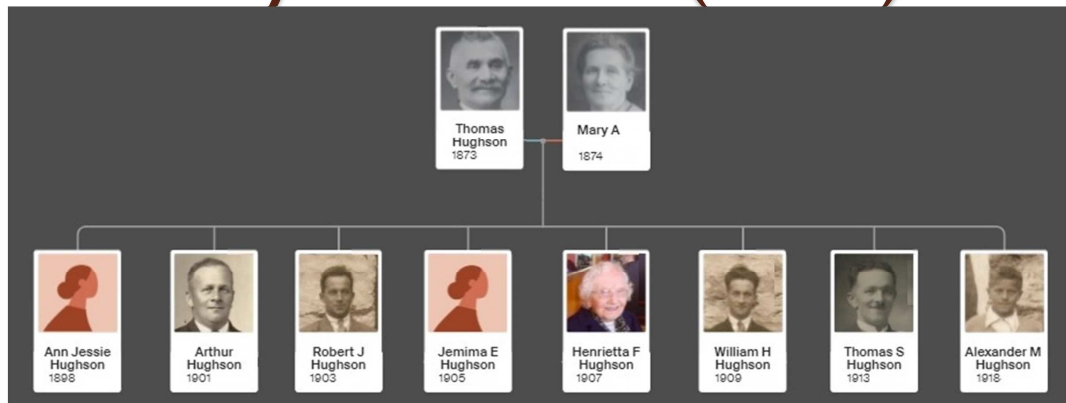 Thomas
Hughson
1873
Mary A
1874
Ann Jessie
Hughson
1898
Arthur
Hughson
1901
Robert J
Hughson
1903
Jemima E
Hughson
1905
Henrietta F
Hughson
1907
William H
Hughson
1909
Thomas S
Hughson
1913
Alexander M
Hughson
1918